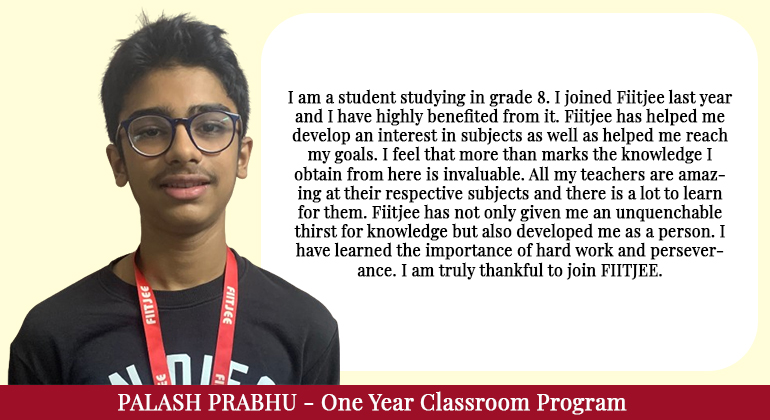 I am a student studying in grade 8. I joined Fiitjee last year
and I have highly benefited from it. Fiitjee has helped me
develop an interest in subjects as well as helped me reach
my goals. I feel that more than marks the knowledge I
obtain from here is invaluable. All my teachers are amaz-
ing at their respective subjects and there is a lot to learn
for them. Fiitjee has not only given me an unquenchable
thirst for knowledge but also developed me as a person. I
have learned the importance of hard work and persever-
ance. I am truly thankful to join FIITJEE.
FIITJEE
FIITJEE
PALASH PRABHU - One Year Classroom Program